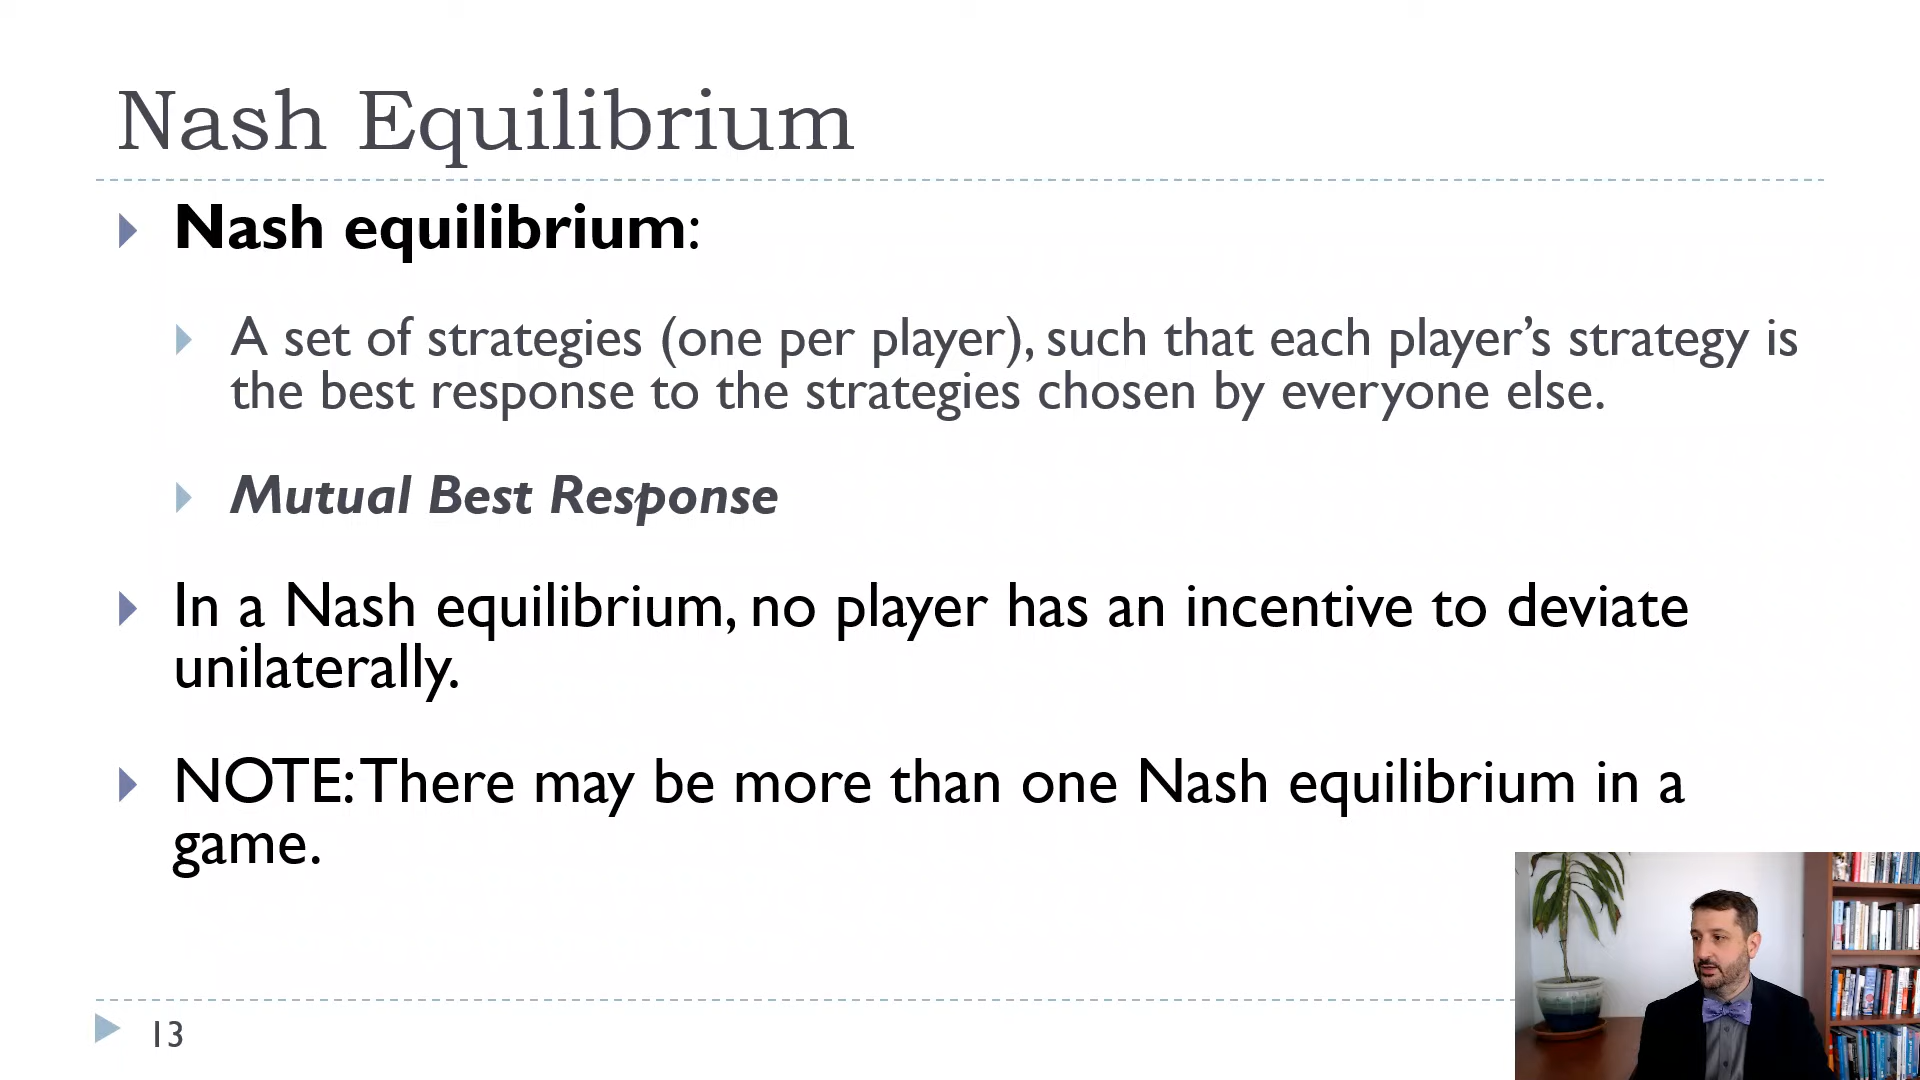 Nash Equilibrium
Nash equilibrium:
A set of strategies (one per player), such that each player’s strategy is
the best response to the strategies chosen by everyone else.
Mutual Best Response
In a Nash equilibrium, no player has an incentive to deviate
unilaterally.
NOTE: There may be more than one Nash equilibrium in a
game.
13